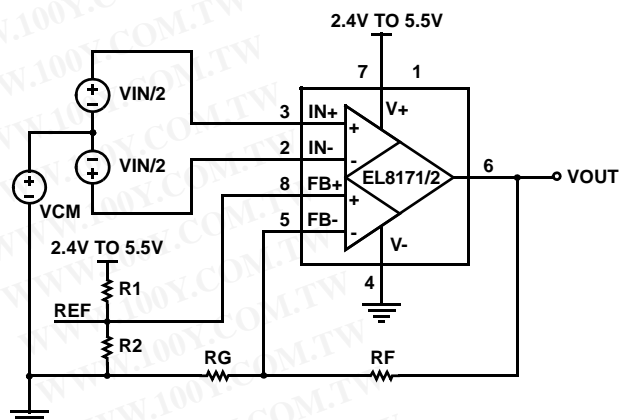 WWW.100Y.COM.TW
2.4V TO 5.5V
7
1
+
-
VIN/2
3
IN+
+
V+
2
IN-
-
-
+
VIN/2
8
FB+
+
EL8171/2
6
VOUT
+
-
VCM
5
FB-
-
V-
2.4V TO 5.5V
4
R1
REF
R2
RG
RF